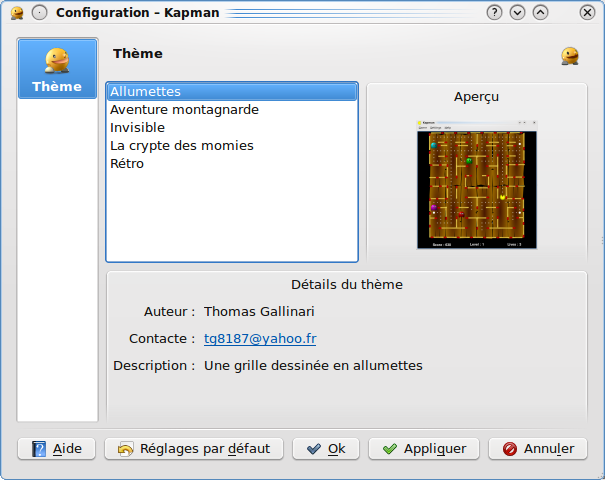 Configuration – Kapman
Thème
Thème
Allumettes
Aventure montagnarde
Invisible
La crypte des momies
Rétro
Aperçu
Kapman
Détails du thème
Auteur : Thomas Gallinari
Contacte : tg8187@yahoo.fr
Description : Une grille dessinée en allumettes
Aide
Réglages par défaut
Ok
Appliquer
Annuler